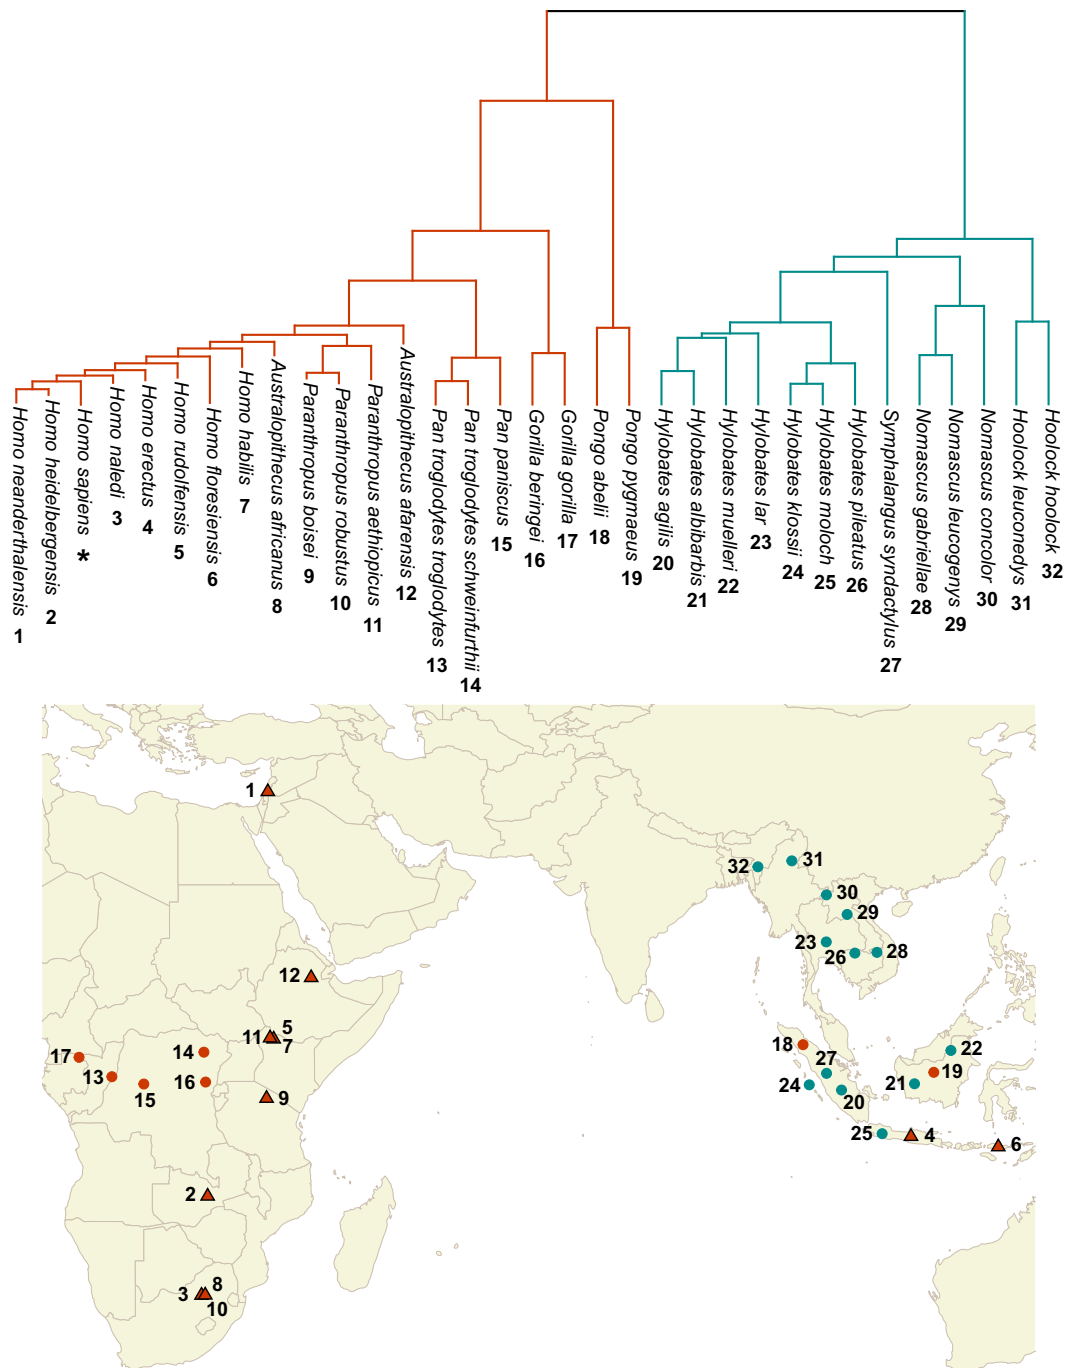 Homo neanderthalensis 1
Homo heidelbergensis 2
Homo sapiens *
Homo naledi 3
Homo erectus 4
Homo rudolfensis 5
Homo floresiensis 6
Homo habilis 7
Australopithecus africanus 8
Paranthropus boisei 9
Paranthropus robustus 10
Paranthropus aethiopicus 11
Australopithecus afarensis 12
Pan troglodytes troglodytes 13
Pan troglodytes schweinfurthii 14
Pan paniscus 15
Gorilla beringei 16
Gorilla gorilla 17
Pongo abelii 18
Pongo pygmaeus 19
Hylobates agilis 20
Hylobates albibarbis 21
Hylobates muelleri 22
Hylobates lar 23
Hylobates klossii 24
Hylobates moloch 25
Hylobates pileatus 26
Symphalangus syndactylus 27
Nomascus gabriellae 28
Nomascus leucogenys 29
Nomascus concolor 30
Hoolock leuconedys 31
Hoolock hoolock 32
1
31
32
30
29
23
26
28
12
5
11
7
17
14
18
22
13
15
16
27
19
24
21
20
9
25
4
6
2
8
3
10